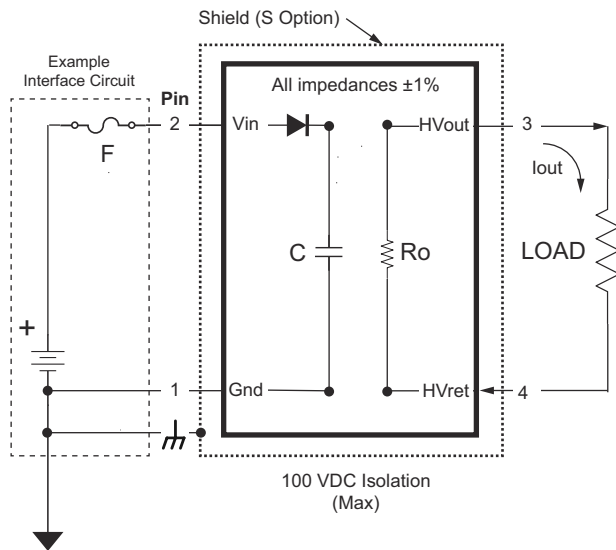 Shield (S Option)
Example
Interface Circuit
Pin
All impedances ±1%
2
Vin
HVout
3
F
Iout
C
Ro
LOAD
+
1
Gnd
HVret
4
100 VDC Isolation
(Max)